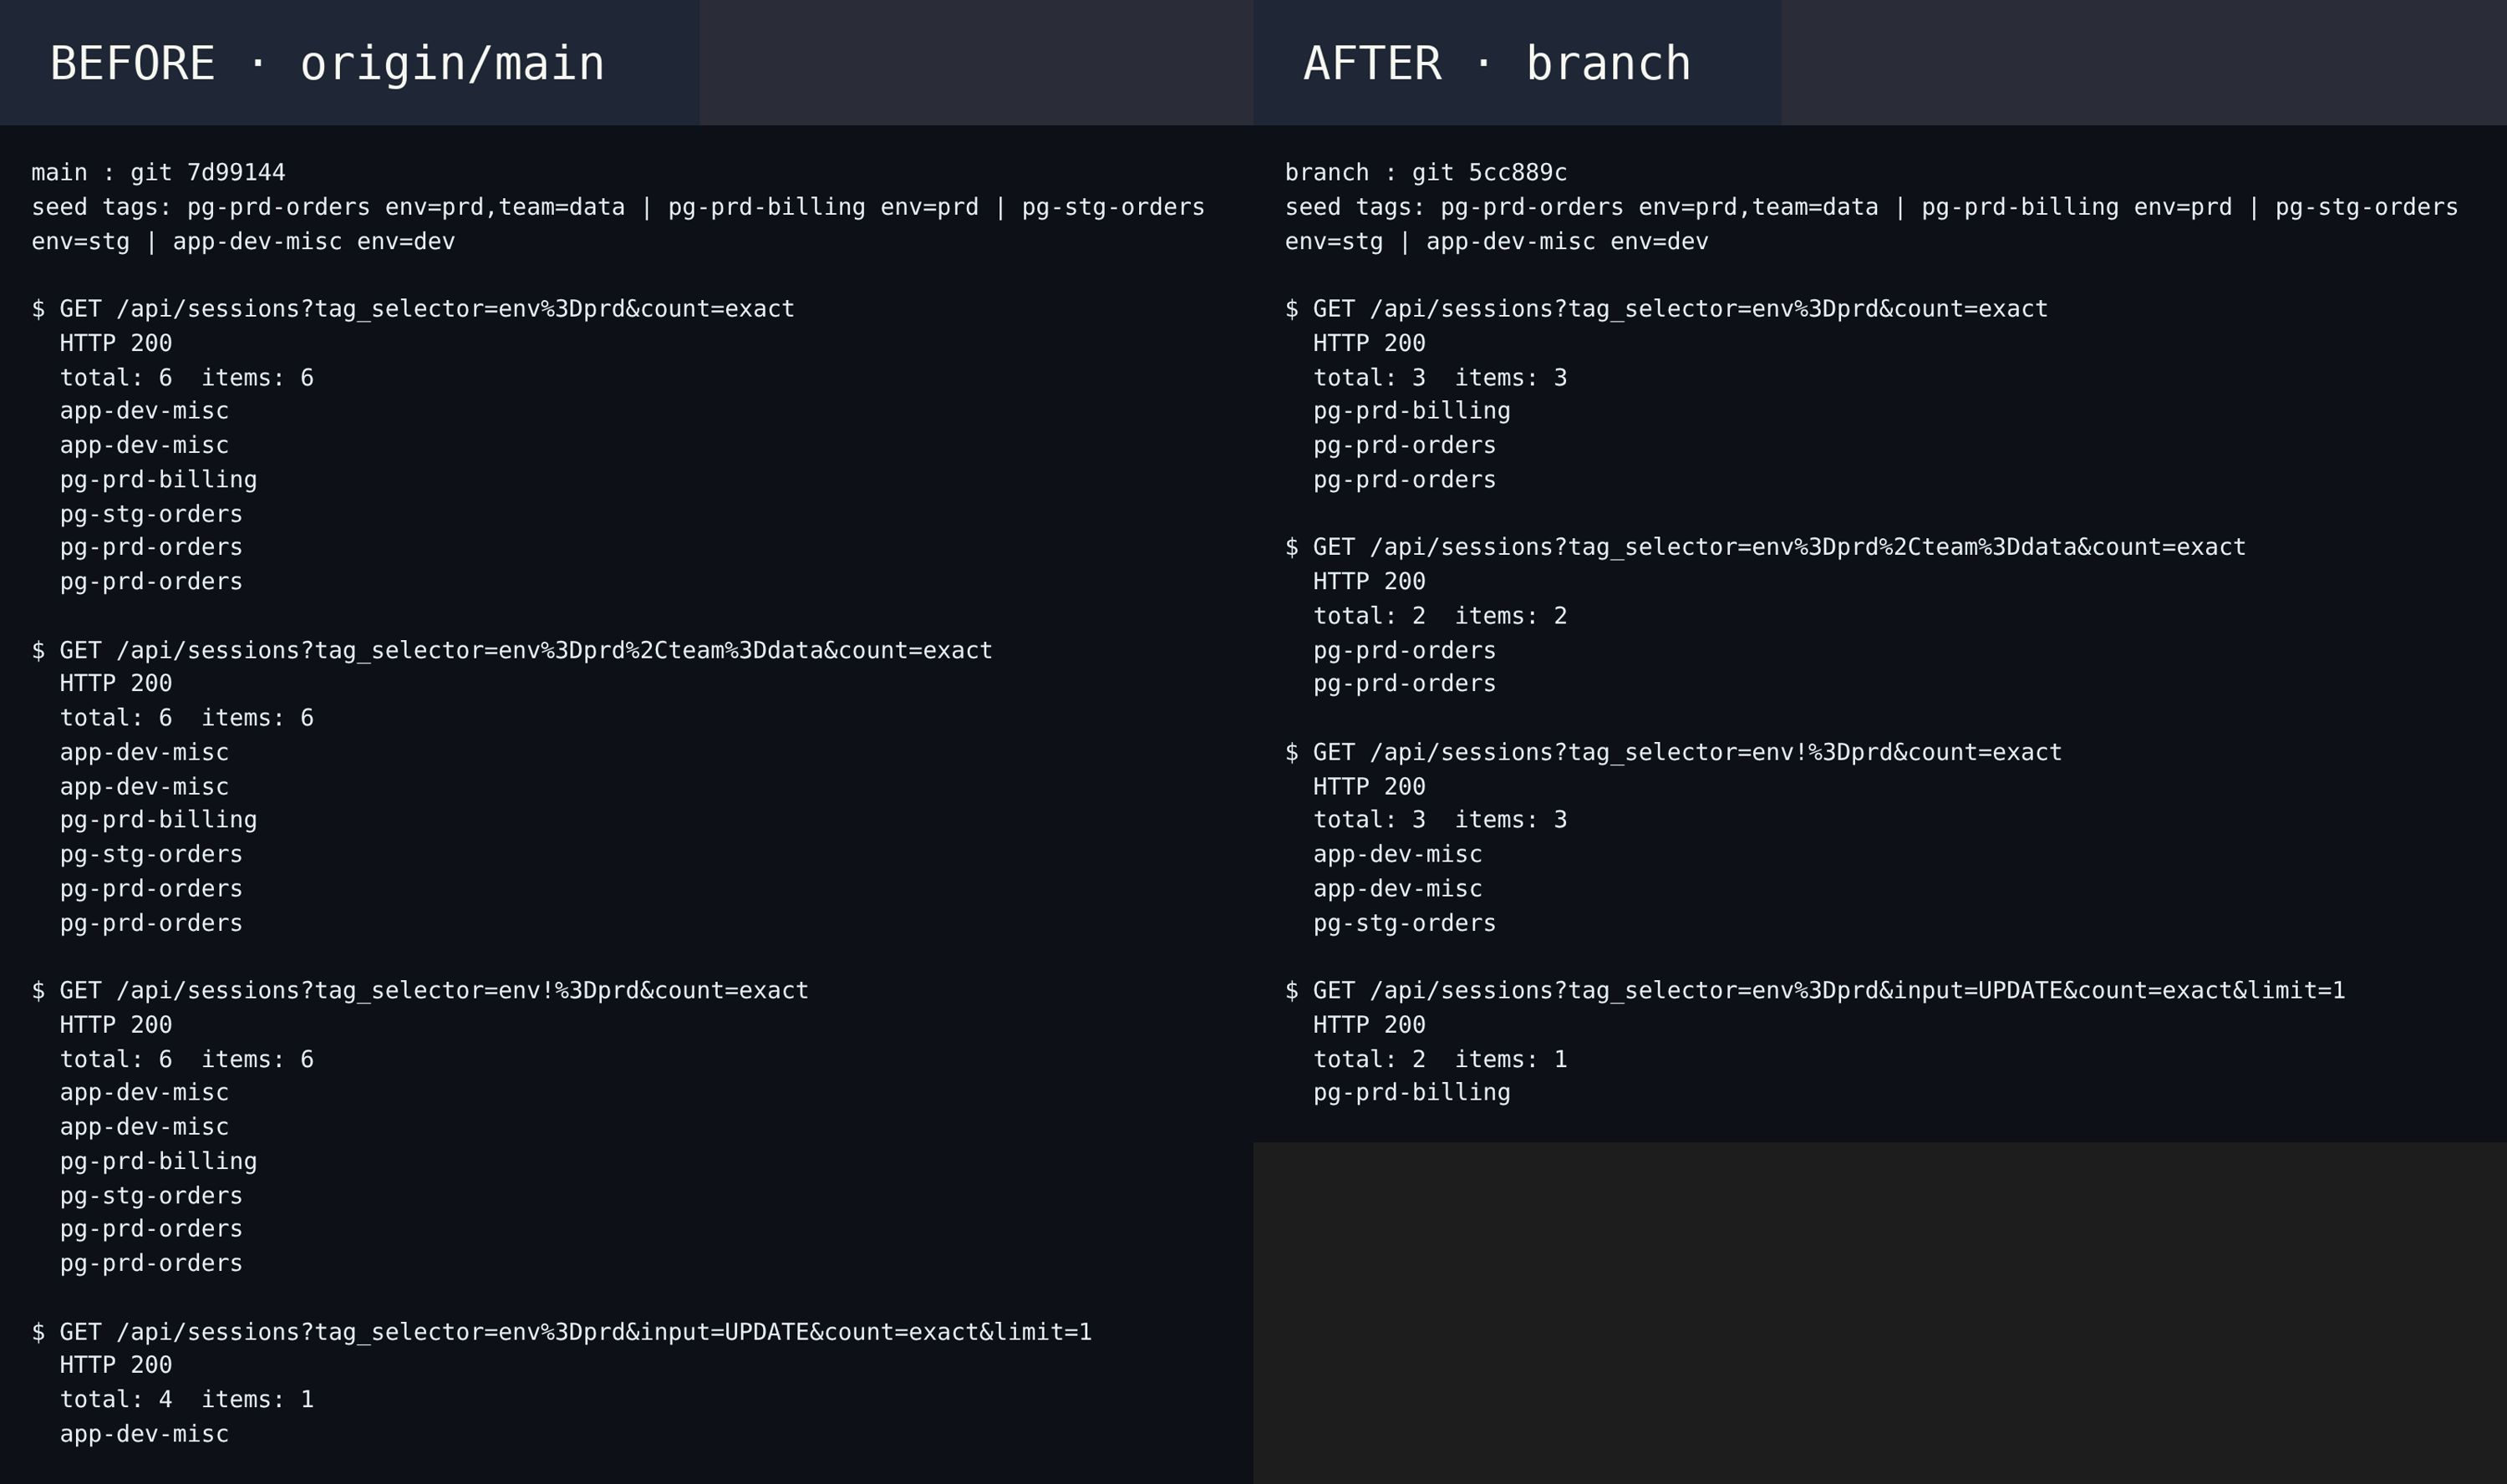 BEFORE · origin/main
main : git 7d99144
seed tags: pg-prd-orders env=prd,team=data | pg-prd-billing env=prd | pg-stg-orders
env=stg | app-dev-misc env=dev
$ GET /api/sessions?tag_selector=env%3Dprd&count=exact
HTTP 200
total: 6  items: 6
app-dev-misc
app-dev-misc
pg-prd-billing
pg-stg-orders
pg-prd-orders
pg-prd-orders
$ GET /api/sessions?tag_selector=env%3Dprd%2Cteam%3Ddata&count=exact
HTTP 200
total: 6  items: 6
app-dev-misc
app-dev-misc
pg-prd-billing
pg-stg-orders
pg-prd-orders
pg-prd-orders
$ GET /api/sessions?tag_selector=env!%3Dprd&count=exact
HTTP 200
total: 6  items: 6
app-dev-misc
app-dev-misc
pg-prd-billing
pg-stg-orders
pg-prd-orders
pg-prd-orders
$ GET /api/sessions?tag_selector=env%3Dprd&input=UPDATE&count=exact&limit=1
HTTP 200
total: 4  items: 1
app-dev-misc
AFTER · branch
branch : git 5cc889c
seed tags: pg-prd-orders env=prd,team=data | pg-prd-billing env=prd | pg-stg-orders
env=stg | app-dev-misc env=dev
$ GET /api/sessions?tag_selector=env%3Dprd&count=exact
HTTP 200
total: 3  items: 3
pg-prd-billing
pg-prd-orders
pg-prd-orders
$ GET /api/sessions?tag_selector=env%3Dprd%2Cteam%3Ddata&count=exact
HTTP 200
total: 2  items: 2
pg-prd-orders
pg-prd-orders
$ GET /api/sessions?tag_selector=env!%3Dprd&count=exact
HTTP 200
total: 3  items: 3
app-dev-misc
app-dev-misc
pg-stg-orders
$ GET /api/sessions?tag_selector=env%3Dprd&input=UPDATE&count=exact&limit=1
HTTP 200
total: 2  items: 1
pg-prd-billing